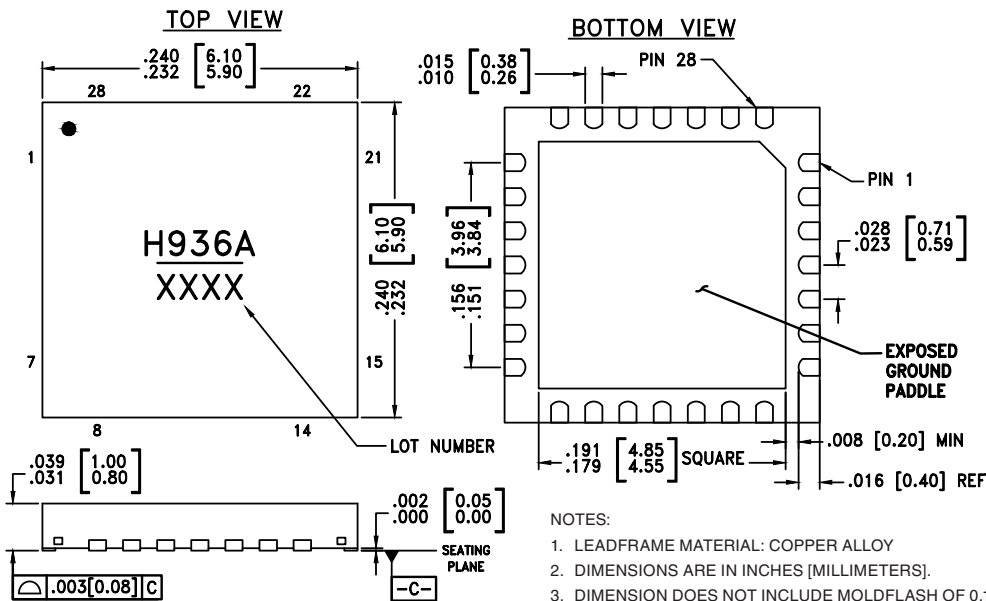 TOP VIEW
.240 [6.10]
.232 [5.90]
28 22
1 21
H936A
XXXX
[6.10]
[5.90]
.240
.232
7 15
8 14
LOT NUMBER
BOTTOM VIEW
.015 [0.38]
.010 [0.26]
PIN 28
PIN 1
[3.96]
[3.84]
.156
.151
.028 [0.71]
.023 [0.59]
EXPOSED
GROUND
PADDLE
.191 [4.85]
.179 [4.55]
SQUARE
.008 [0.20] MIN
.016 [0.40] REF
.039 [1.00]
.031 [0.80]
.002 [0.05]
.000 [0.00]
SEATING
PLANE
.003[0.08] C
-C-
NOTES:
1. LEADFRAME MATERIAL: COPPER ALLOY
2. DIMENSIONS ARE IN INCHES [MILLIMETERS].
3. DIMENSION DOES NOT INCLUDE MOLDFLASH OF